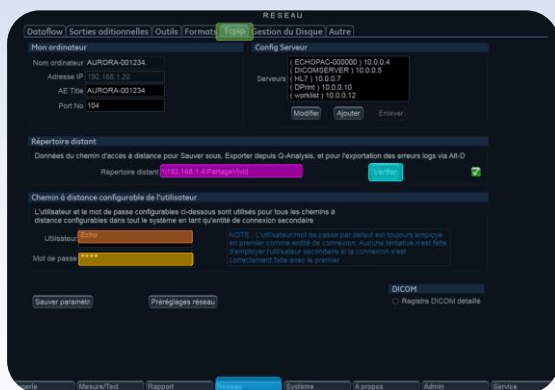 RESEAU
Dataflow Sorties aditionnelles Outils Formats Tcpip Gestion du Disque Autre
Mon ordinateur
Nom ordinateur AURORA-001234.
Adresse IP 192.168.1.20
AE Title AURORA-001234
Port No 104
Config Serveur
Serveurs
( ECHOPAC-000000 ) 10.0.0.4
( DICOMSERVER ) 10.0.0.5
( HL7 ) 10.0.0.7
( DPrint ) 10.0.0.10
( worklist ) 10.0.0.12
Modifier Ajouter Enlever
Répertoire distant
Données du chemin d'accès à distance pour Sauver sous, Exporter depuis Q-Analysis, et pour l'exportation des erreurs logs via Alt-D
Répertoire distant \\192.168.1.4\Partage\Vivid Vérifier
Chemin à distance configurable de l'utilisateur
L'utilisateur et le mot de passe configurables ci-dessous sont utilisés pour tous les chemins à
distance configurables dans tout le système en tant qu'entité de connexion secondaire
Utilisateur Echo
Mot de passe ****
NOTE : L'utilisateur/mot de passe par défaut est toujours employé
en premier comme entité de connexion. Aucune tentative n'est faite
d'employer l'utilisateur secondaire si la connexion s'est
correctement faite avec le premier
DICOM
Registre DICOM détaillé
Sauver paramètr Préréglages réseau
Mesure/Text Rapport Réseau Système A propos Admin Service